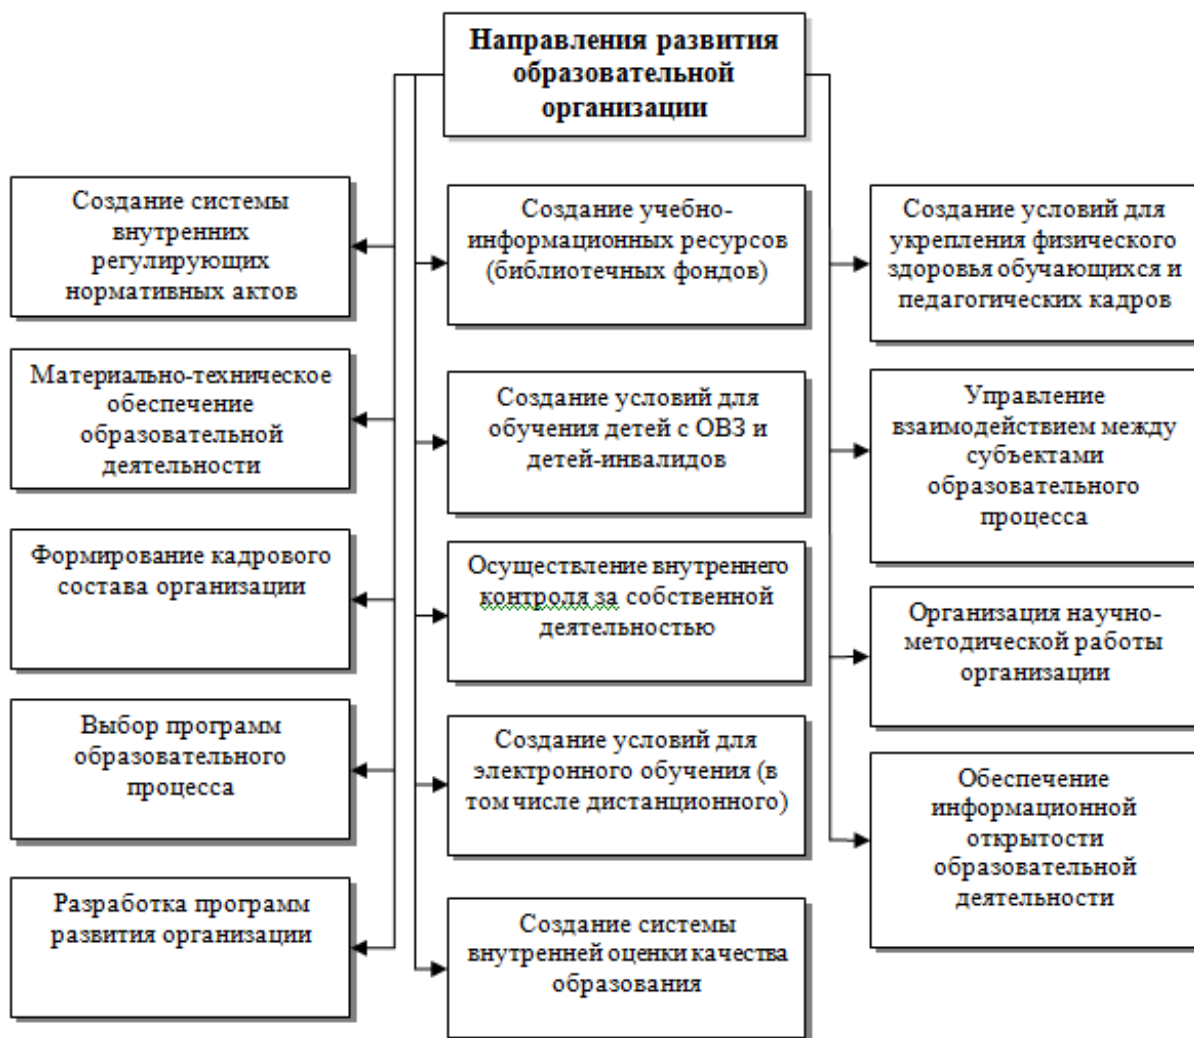 Направления развития
образовательной
организации
Создание системы
внутренних
регулирующих
нормативных актов
Материально-техническое
обеспечение
образовательной
деятельности
Формирование кадрового
состава организации
Выбор программ
образовательного
процесса
Разработка программ
развития организации
Создание учебно-
информационных ресурсов
(библиотечных фондов)
Создание условий для
обучения детей с ОВЗ и
детей-инвалидов
Осуществление внутреннего
контроля за собственной
деятельностью
Создание условий для
электронного обучения (в
том числе дистанционного)
Создание системы
внутренней оценки качества
образования
Создание условий для
укрепления физического
здоровья обучающихся и
педагогических кадров
Управление
взаимодействием между
субъектами
образовательного
процесса
Организация научно-
методической работы
организации
Обеспечение
информационной
открытости
образовательной
деятельности